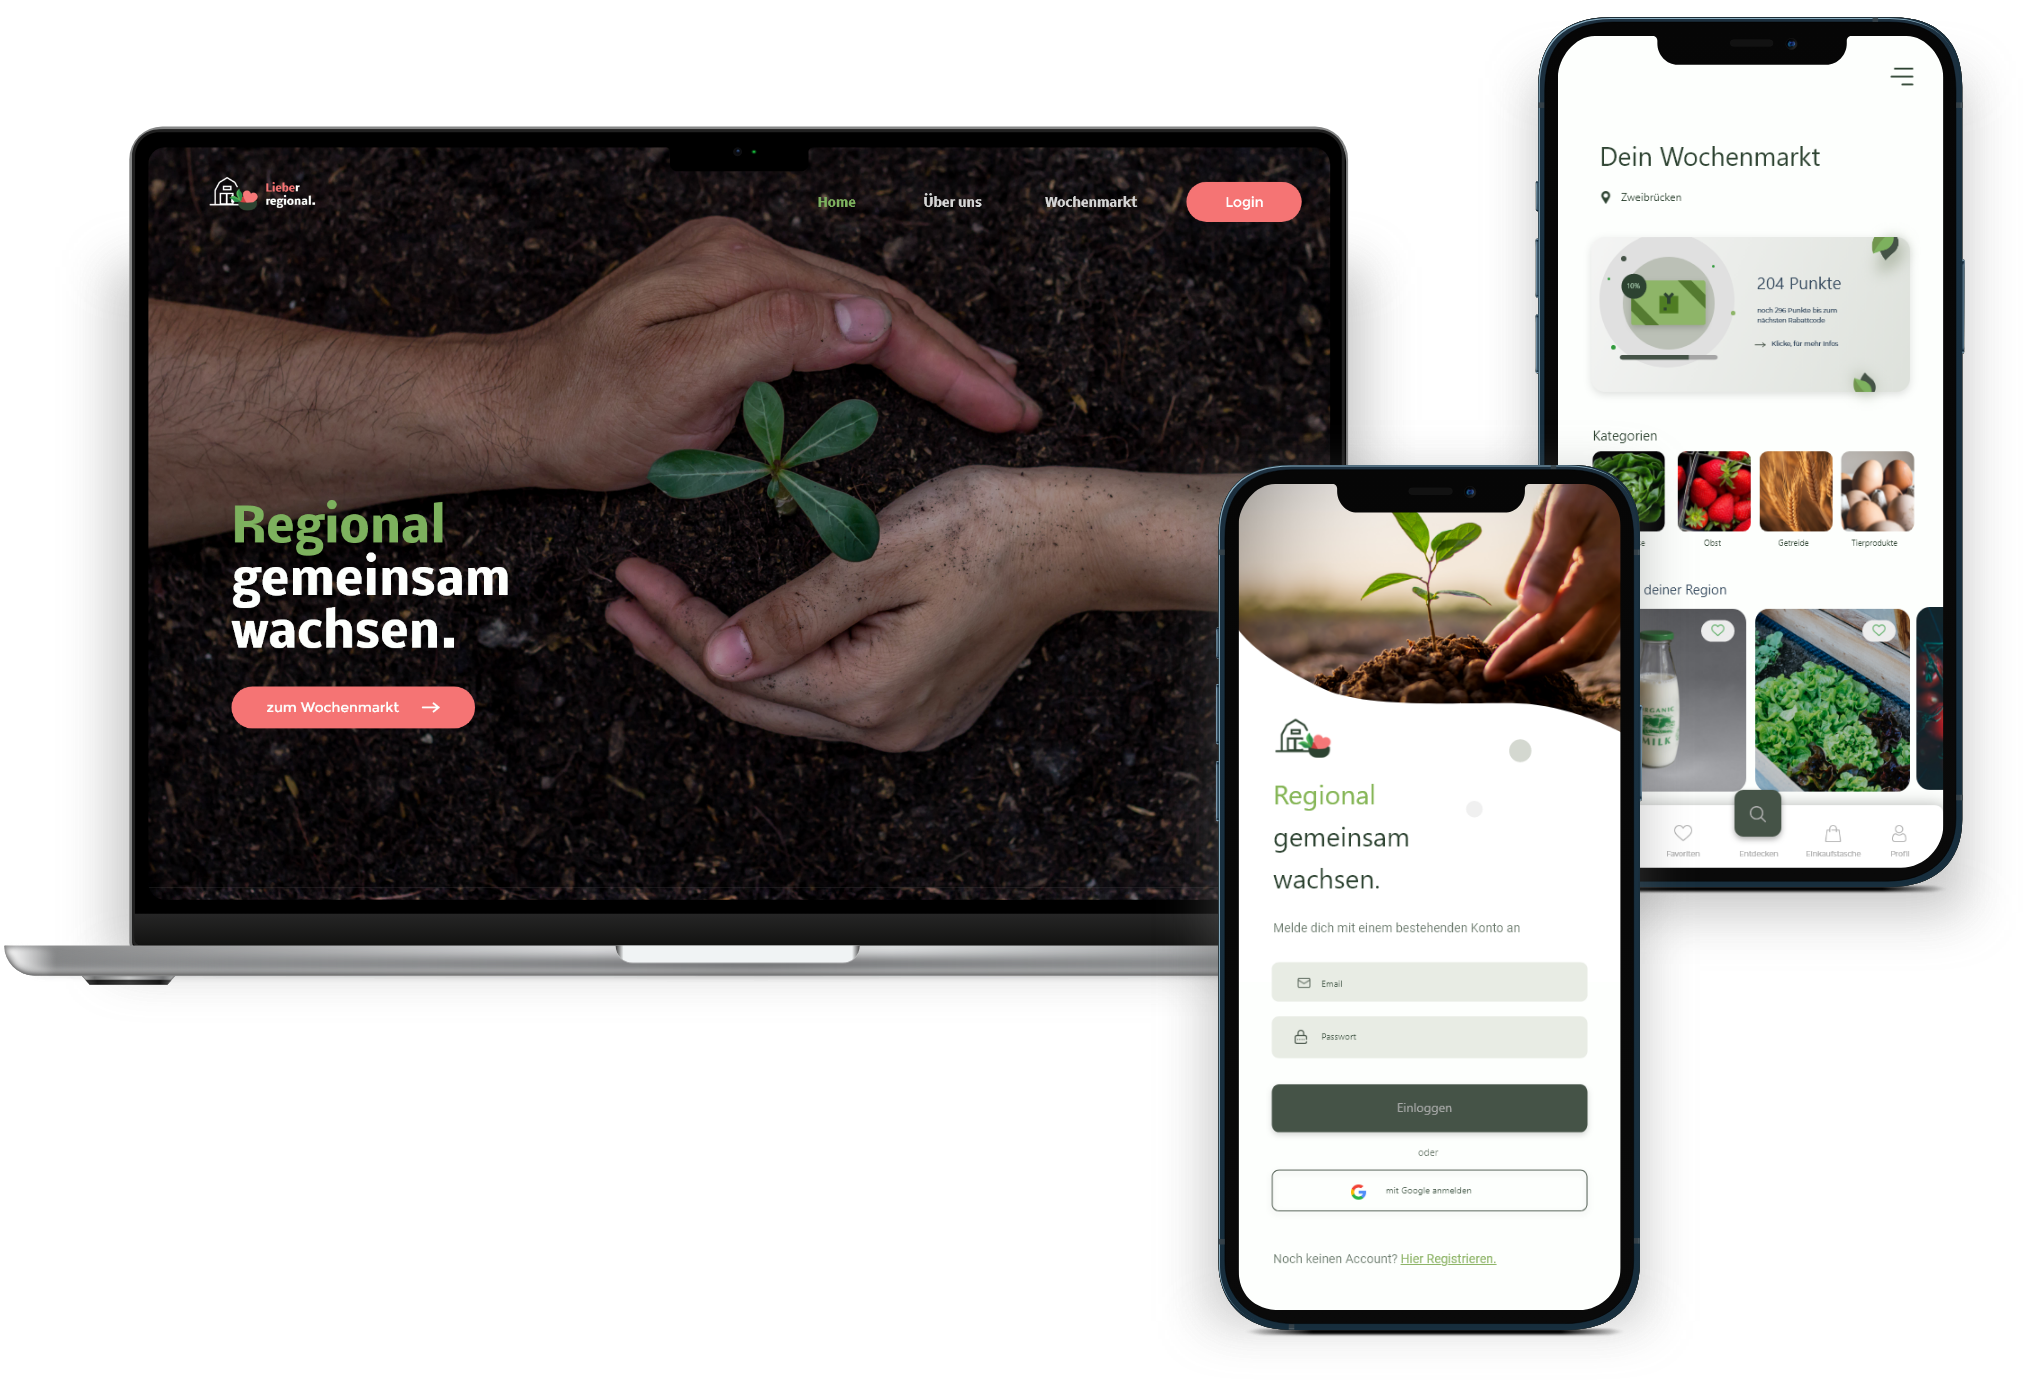 Lieber
regional.
Home
Über uns
Wochenmarkt
Login
Regional
gemeinsam
wachsen.
zum Wochenmarkt
Dein Wochenmarkt
Zweibrücken
10%
204 Punkte
noch 296 Punkte bis zum
nächsten Rabattcode
Klicke, für mehr Infos
Kategorien
Obst
Getreide
Tierprodukte
deiner Region
MILK
Favoriten
Entdecken
Einkaufstasche
Profil
Regional
gemeinsam
wachsen.
Melde dich mit einem bestehenden Konto an
Email
Passwort
Einloggen
oder
mit Google anmelden
Noch keinen Account? Hier Registrieren.